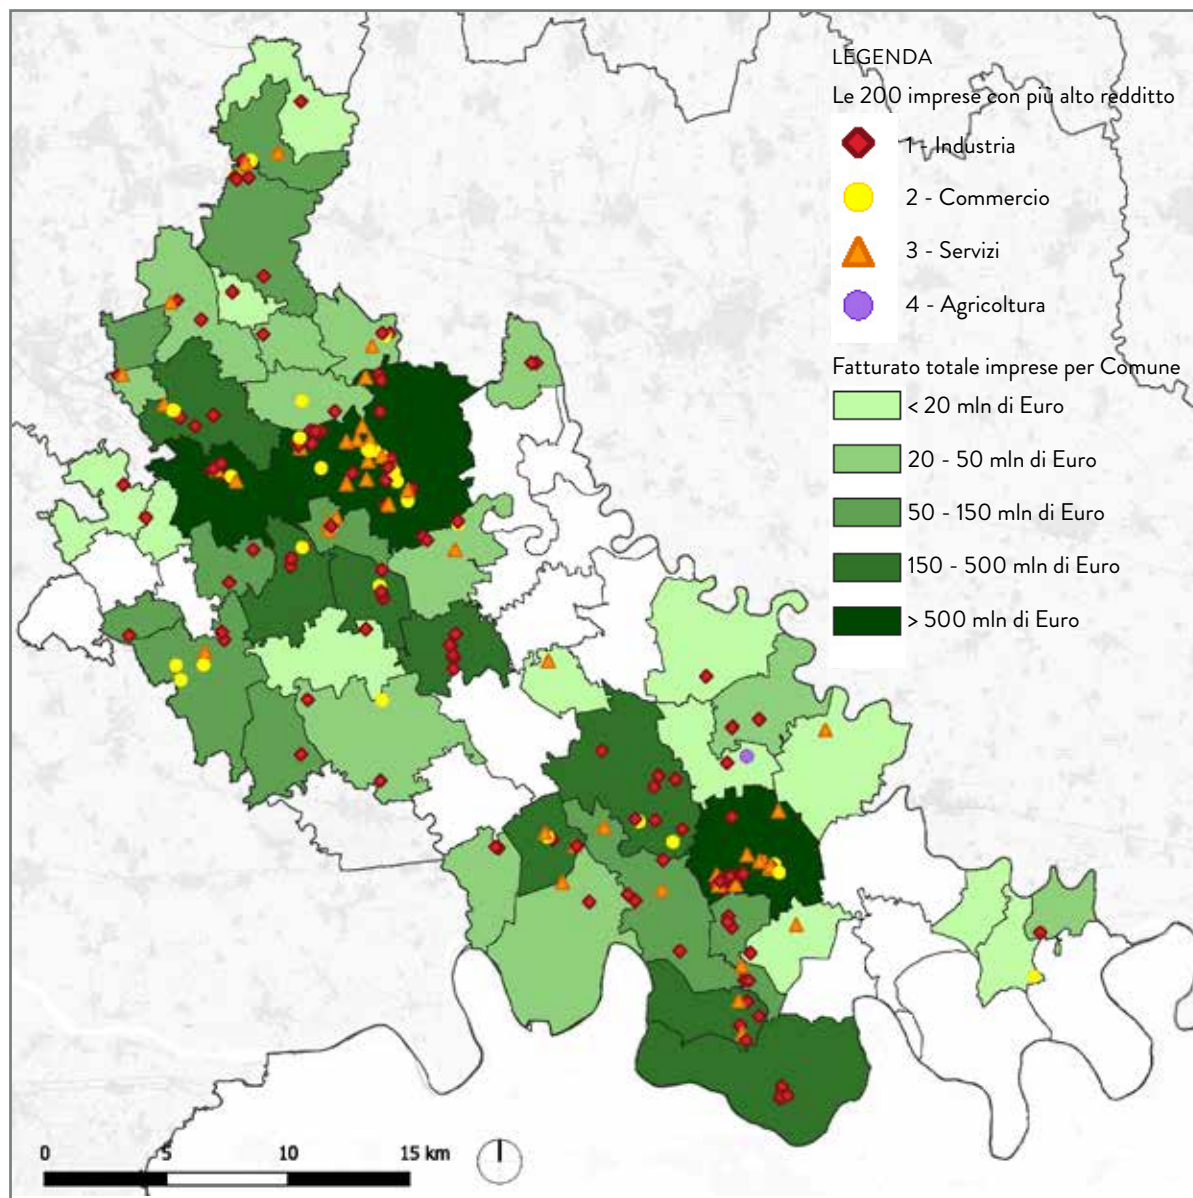 LEGENDA
Le 200 imprese con più alto redditto
1 - Industria
2 - Commercio
3 - Servizi
4 - Agricoltura
Fatturato totale imprese per Comune
< 20 mln di Euro
20 - 50 mln di Euro
50 - 150 mln di Euro
150 - 500 mln di Euro
> 500 mln di Euro
0 5 10 15 km